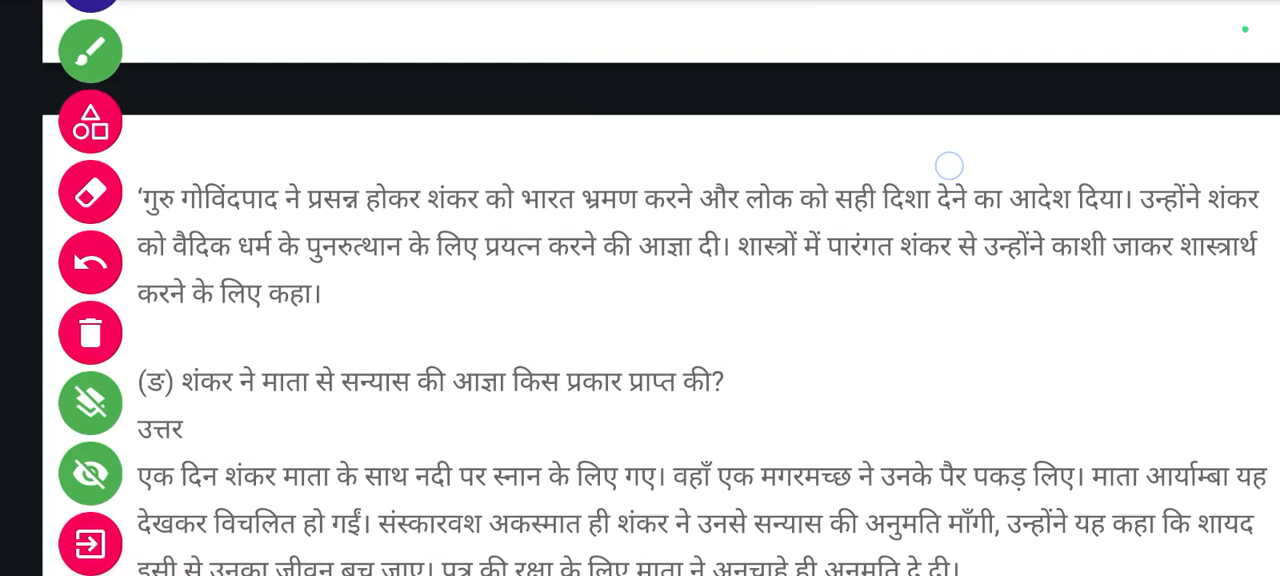 ‘गुरु गोविंदपाद ने प्रसन्न होकर शंकर को भारत भ्रमण करने और लोक को सही दिशा देने का आदेश दिया। उन्होंने शंकर
को वैदिक धर्म के पुनरुत्थान के लिए प्रयत्न करने की आज्ञा दी। शास्त्रों में पारंगत शंकर से उन्होंने काशी जाकर शास्त्रार्थ
करने के लिए कहा।
(ङ) शंकर ने माता से सन्यास की आज्ञा किस प्रकार प्राप्त की?
उत्तर
एक दिन शंकर माता के साथ नदी पर स्नान के लिए गए। वहाँ एक मगरमच्छ ने उनके पैर पकड़ लिए। माता आर्याम्बा यह
देखकर विचलित हो गईं। संस्कारवश अकस्मात ही शंकर ने उनसे सन्यास की अनुमति माँगी, उन्होंने यह कहा कि शायद
इसी से उनका जीवन बच जाए। पुत्र की रक्षा के लिए माता ने अनचाहे ही अनुमति दे दी।